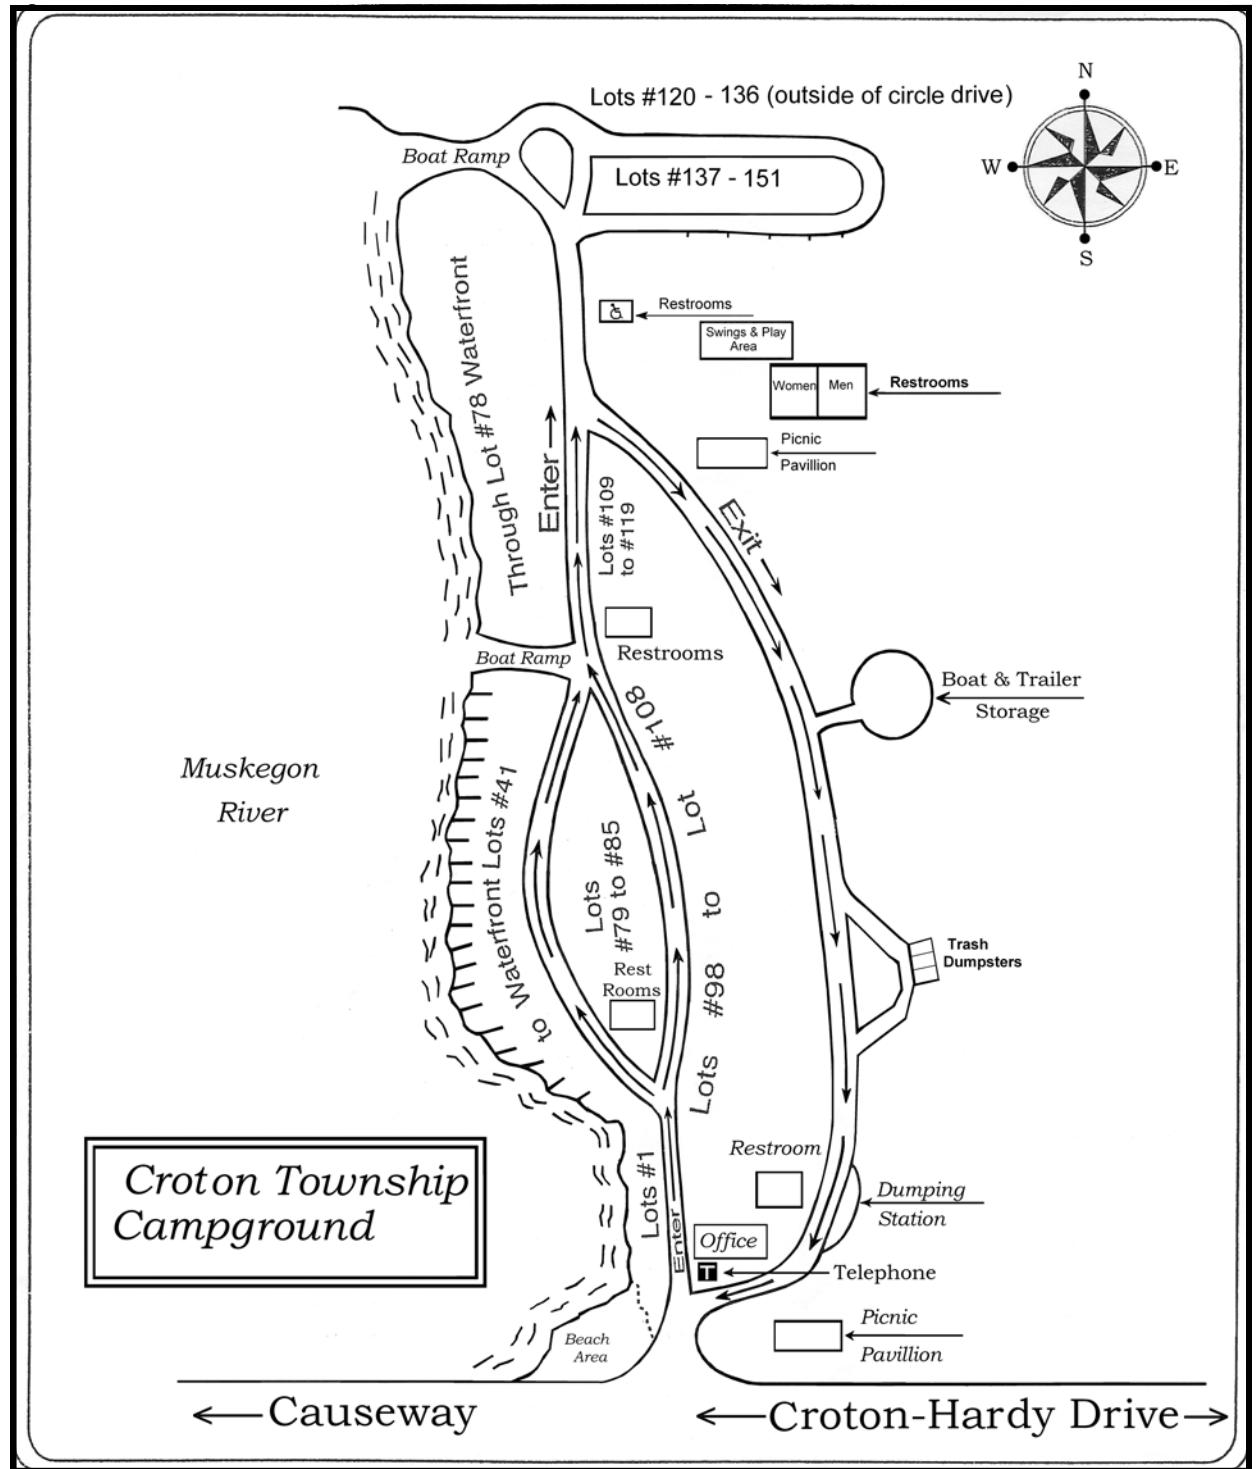 N
W
E
S
Lots #120 - 136 (outside of circle drive)
Boat Ramp
Lots #137 - 151
Restrooms
Swings & Play
Area
Women
Men
Restrooms
Picnic
Pavillion
Through Lot #78 Waterfront
Enter
Lots #109
to #119
Exit
Restrooms
Boat Ramp
Boat & Trailer
Storage
Muskegon
River
to Waterfront Lots #41
Lots
#79 to #85
Rest
Rooms
Lots #98 to Lot #108
Trash
Dumpsters
Croton Township
Campground
Lots #1
Enter
Restroom
Dumping
Station
Office
T
Telephone
Picnic
Pavillion
Beach
Area
Causeway
Croton-Hardy Drive